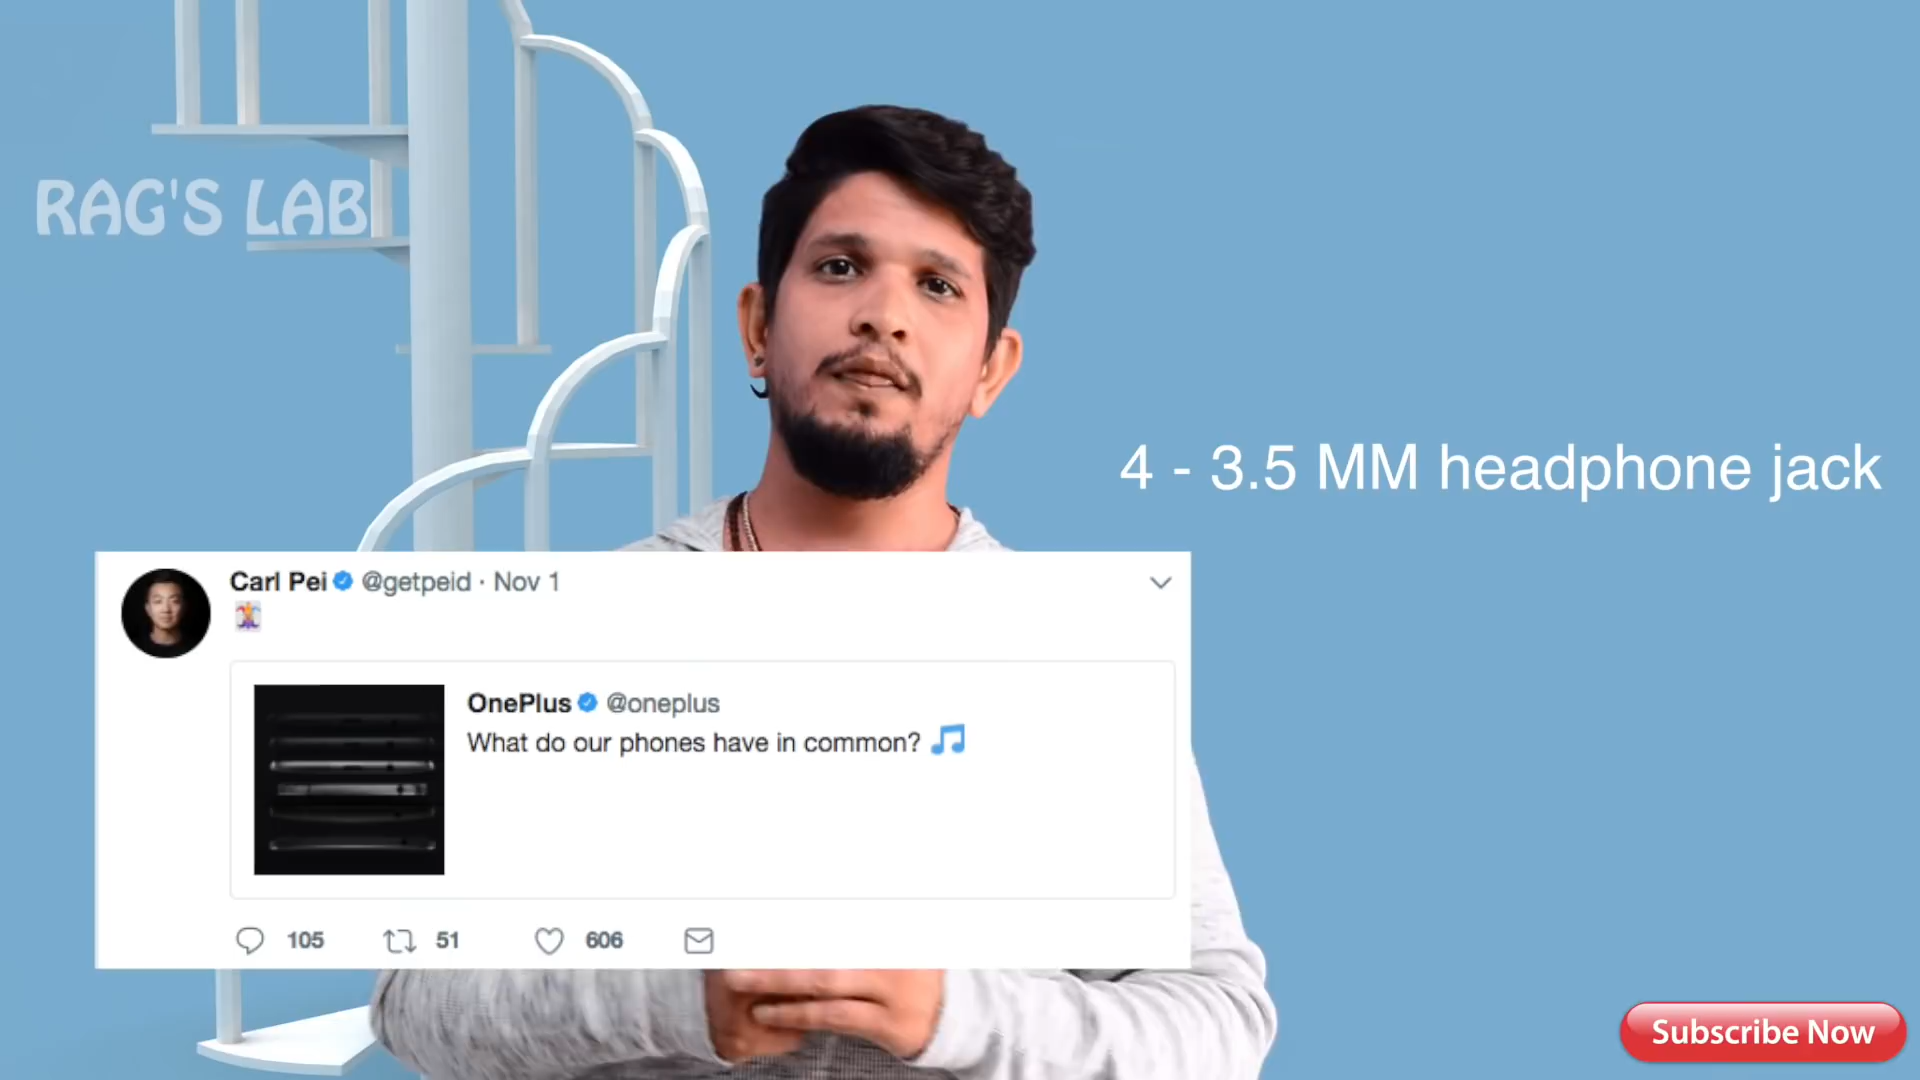 RAG'S LAB
4 - 3.5 MM headphone jack
Carl Pei @getpeid · Nov 1
OnePlus @oneplus
What do our phones have in common? 🎵
105 51 606
Subscribe Now